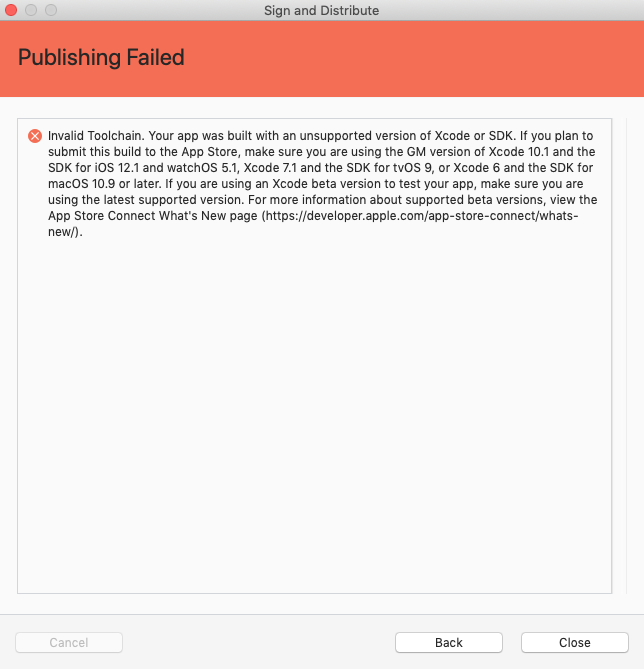 Sign and Distribute
Publishing Failed
Invalid Toolchain. Your app was built with an unsupported version of Xcode or SDK. If you plan to
submit this build to the App Store, make sure you are using the GM version of Xcode 10.1 and the
SDK for iOS 12.1 and watchOS 5.1, Xcode 7.1 and the SDK for tvOS 9, or Xcode 6 and the SDK for
macOS 10.9 or later. If you are using an Xcode beta version to test your app, make sure you are
using the latest supported version. For more information about supported beta versions, view the
App Store Connect What's New page (https://developer.apple.com/app-store-connect/whats-
new/).
Cancel
Back
Close